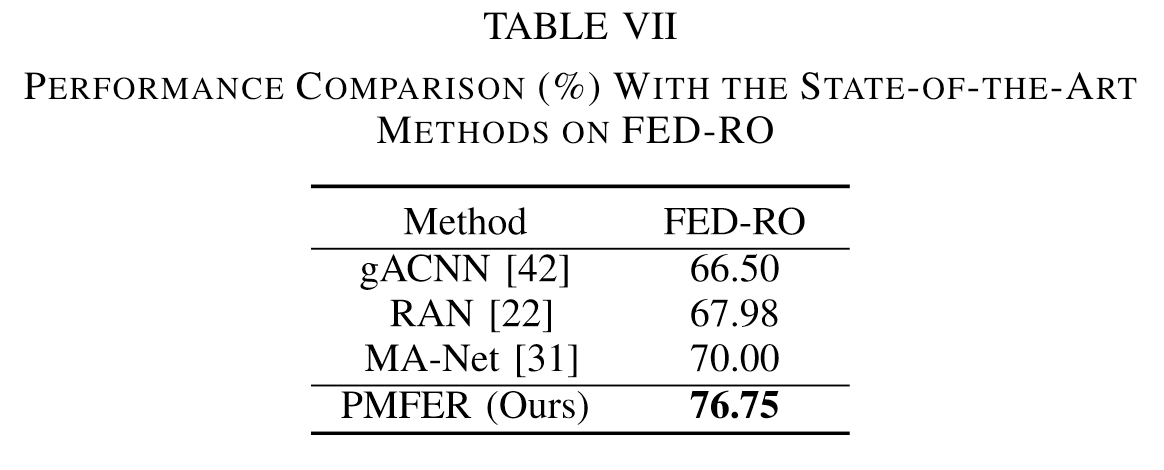 TABLE VII
PERFORMANCE COMPARISON (%) WITH THE STATE-OF-THE-ART
METHODS ON FED-RO
Method FED-RO
gACNN [42] 66.50
RAN [22] 67.98
MA-Net [31] 70.00
PMFER (Ours) 76.75